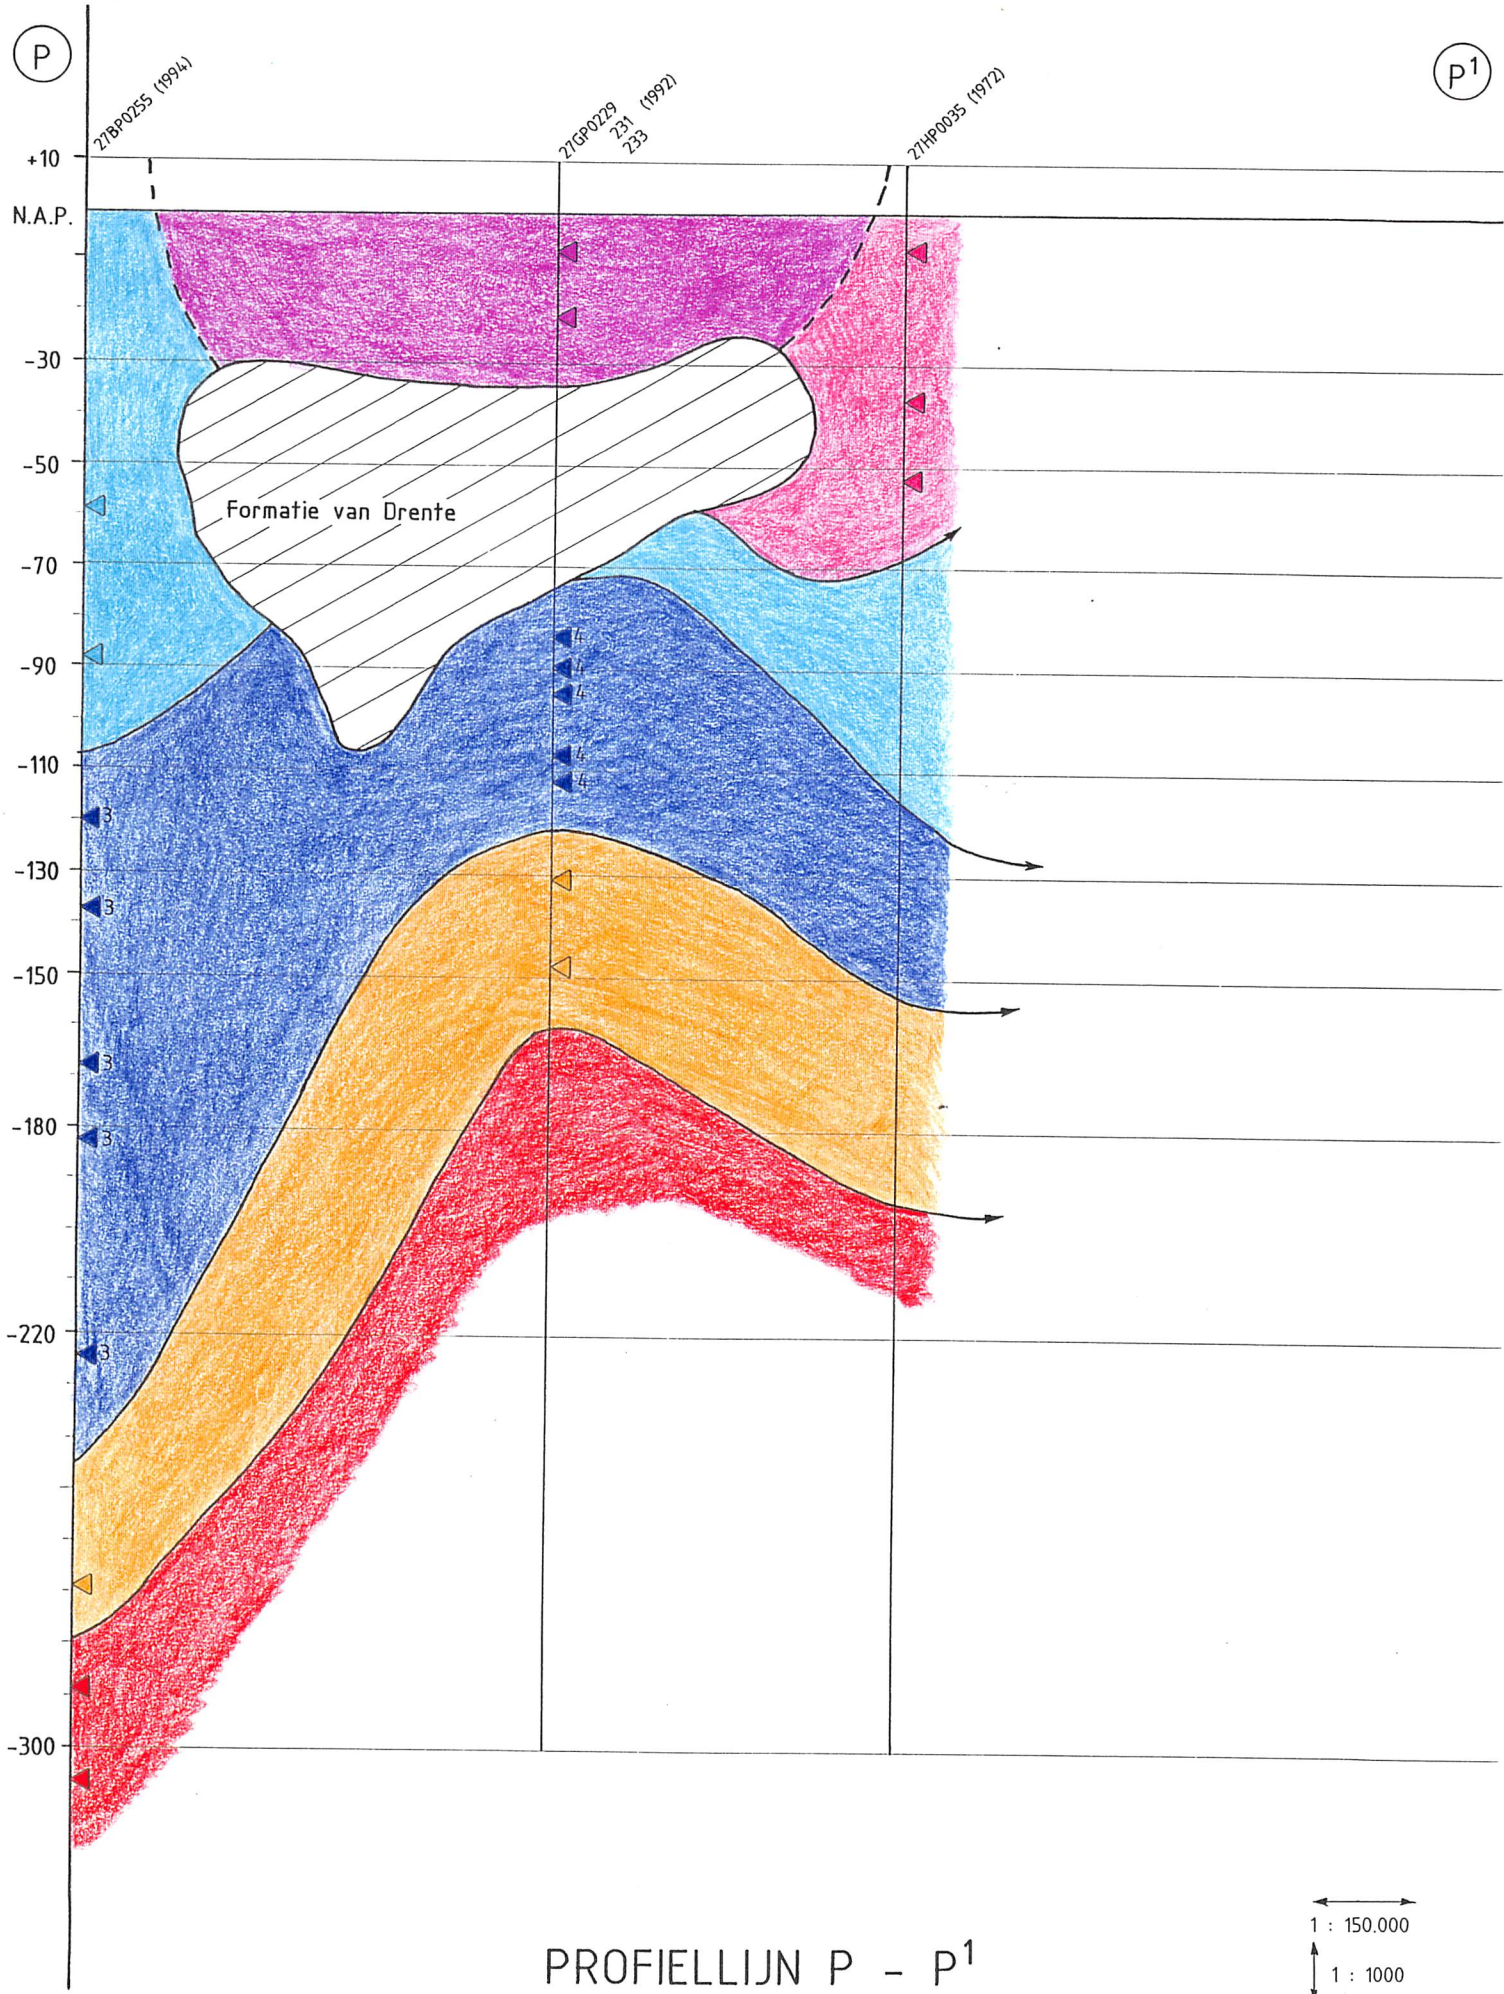 P
P¹
27BP0255 (1994)
27GP0229
231 (1992)
233
27HP0035 (1972)
+10
N.A.P.
-30
-50
Formatie van Drente
-70
4
-90
4
4
4
-110
4
3
-130
3
-150
3
-180
3
-220
3
-300
1 : 150.000
PROFIELLIJN P - P¹
1 : 1000